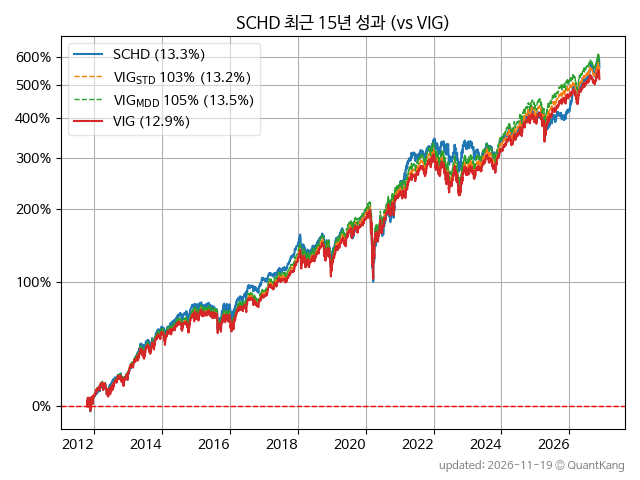 SCHD 최근 15년 성과 (vs VIG)
SCHD (13.3%)
VIG_STD 103% (13.2%)
VIG_MDD 105% (13.5%)
VIG (12.9%)
600%
500%
400%
300%
200%
100%
0%
2012 2014 2016 2018 2020 2022 2024 2026
updated: 2026-11-19 © QuantKang